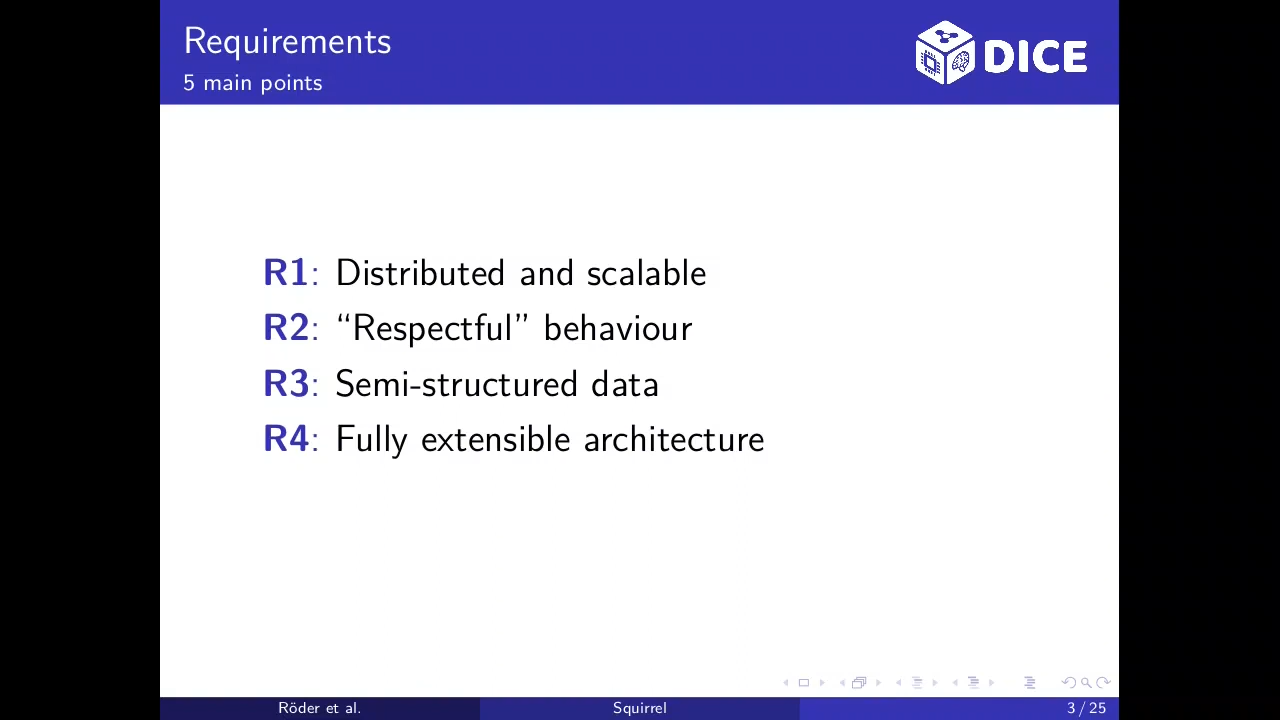 Requirements
5 main points
DICE
R1: Distributed and scalable
R2: “Respectful” behaviour
R3: Semi-structured data
R4: Fully extensible architecture
Röder et al.
Squirrel
3 / 25